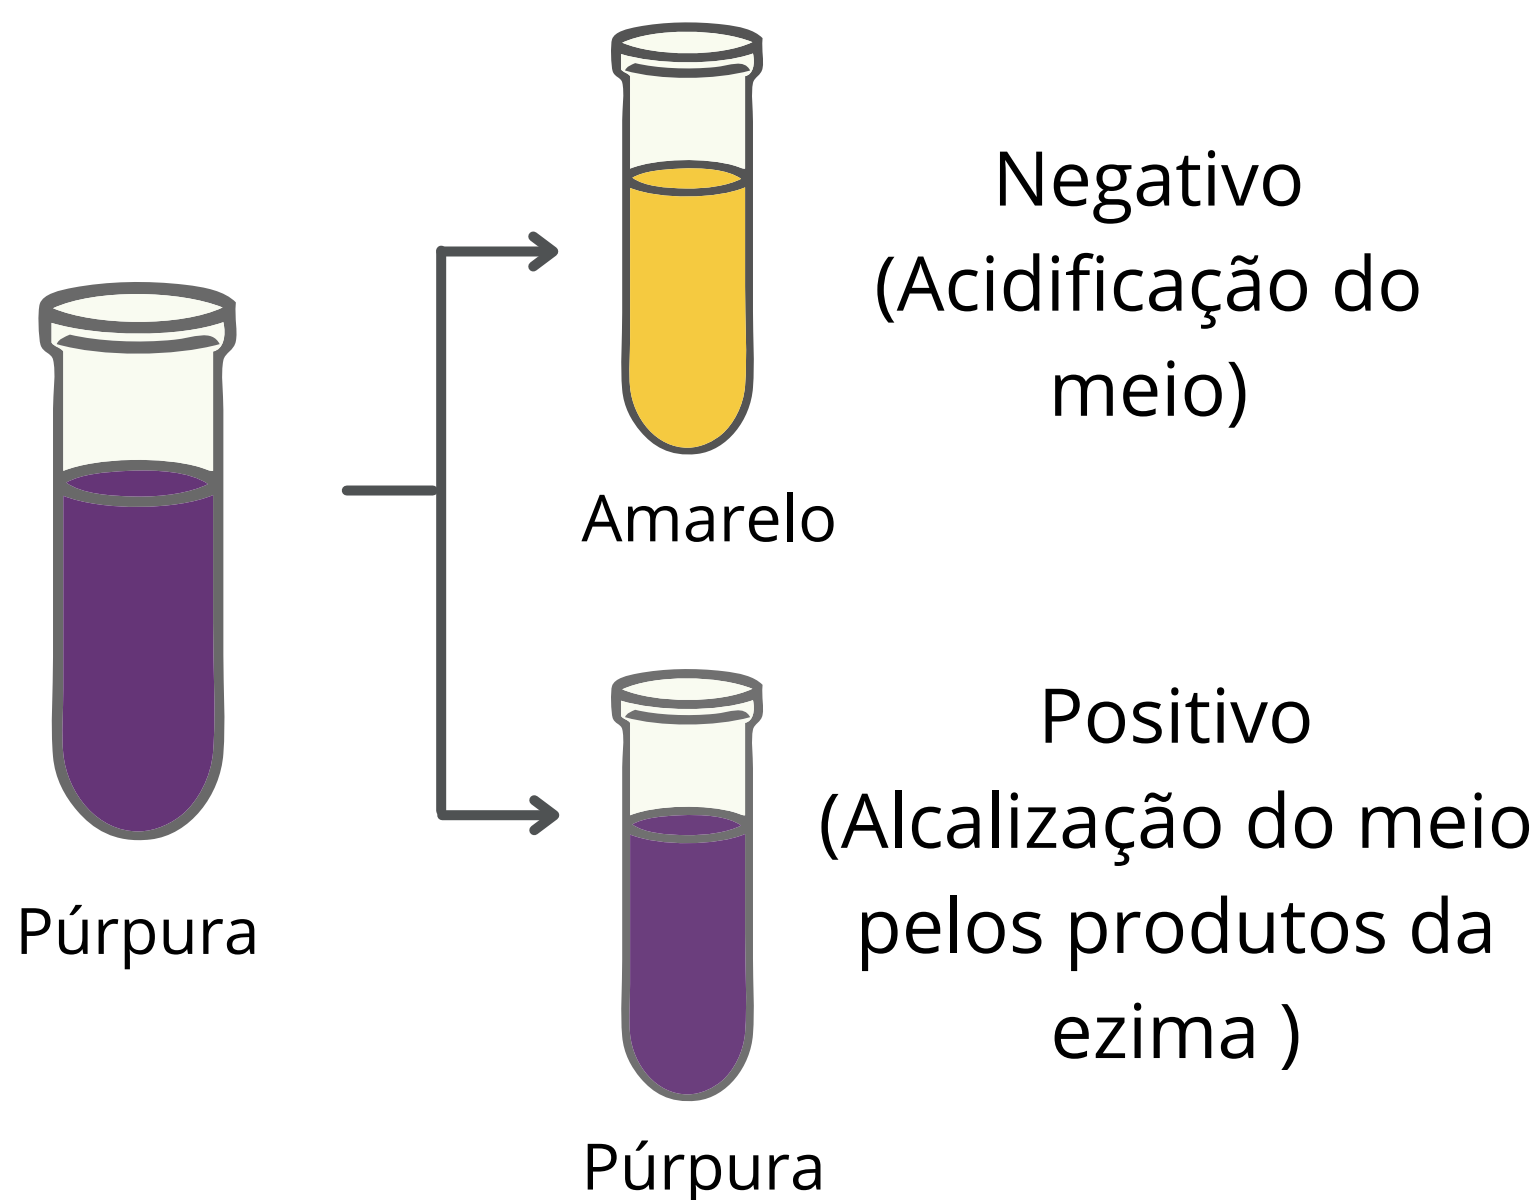 Púrpura
Negativo
(Acidificação do
meio)
Amarelo
Positivo
(Alcalização do meio
pelos produtos da
ezima )
Púrpura